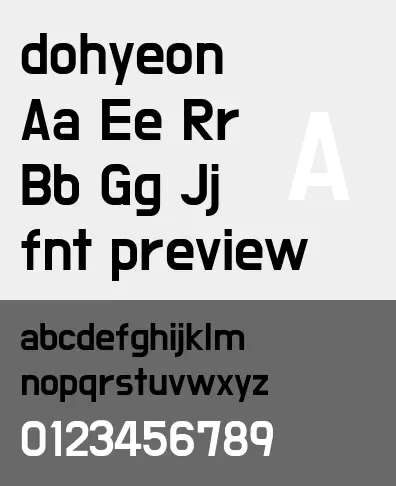 dohyeon
Aa Ee Rr
A
Bb Gg Jj
fnt preview
abcdefghijklm
nopqrstuvwxyz
0123456789